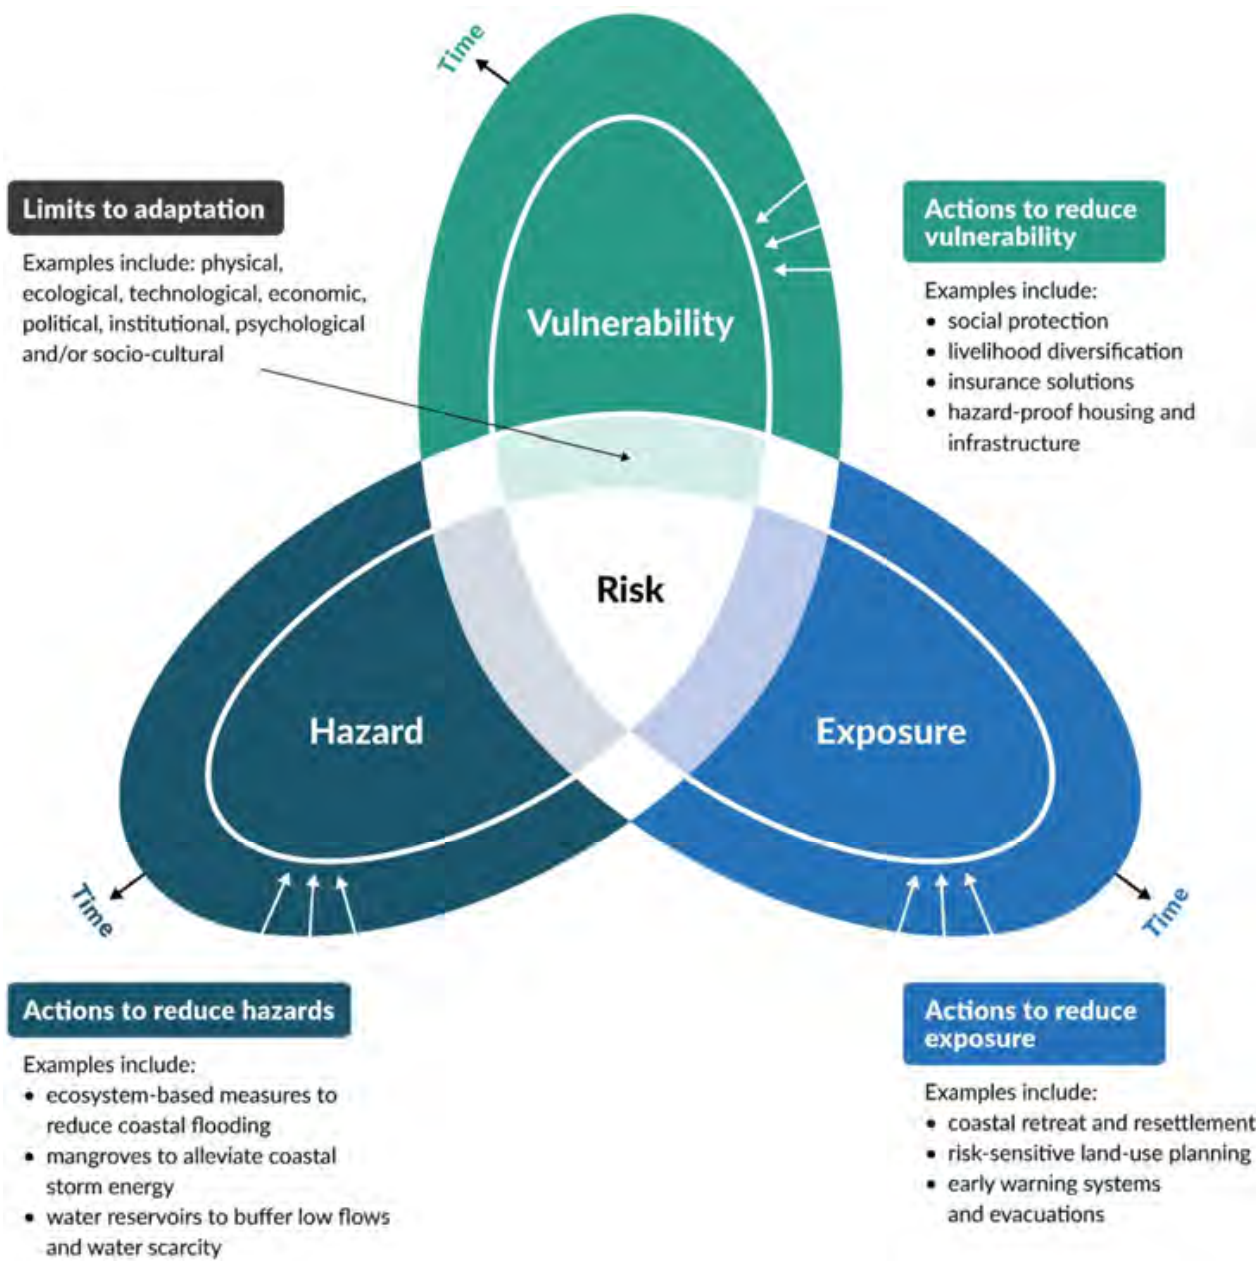 Time
Limits to adaptation
Examples include: physical,
ecological, technological, economic,
political, institutional, psychological
and/or socio-cultural
Actions to reduce
vulnerability
Examples include:
• social protection
• livelihood diversification
• insurance solutions
• hazard-proof housing and
infrastructure
Vulnerability
Risk
Hazard
Exposure
Time
Time
Actions to reduce hazards
Examples include:
• ecosystem-based measures to
reduce coastal flooding
• mangroves to alleviate coastal
storm energy
• water reservoirs to buffer low flows
and water scarcity
Actions to reduce
exposure
Examples include:
• coastal retreat and resettlement
• risk-sensitive land-use planning
• early warning systems
and evacuations